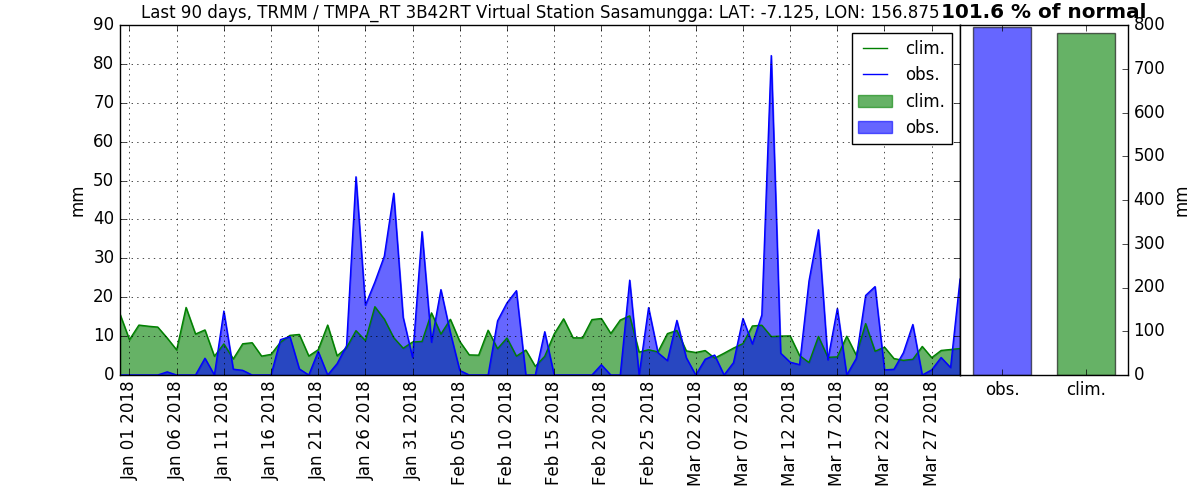 Last 90 days, TRMM / TMPA_RT 3B42RT Virtual Station Sasamungga: LAT: -7.125, LON: 156.875
101.6 % of normal
90
80
70
60
50
40
30
20
10
0
mm
clim.
obs.
clim.
obs.
Jan 01 2018
Jan 06 2018
Jan 11 2018
Jan 16 2018
Jan 21 2018
Jan 26 2018
Jan 31 2018
Feb 05 2018
Feb 10 2018
Feb 15 2018
Feb 20 2018
Feb 25 2018
Mar 02 2018
Mar 07 2018
Mar 12 2018
Mar 17 2018
Mar 22 2018
Mar 27 2018
800
700
600
500
400
300
200
100
0
mm
obs.
clim.